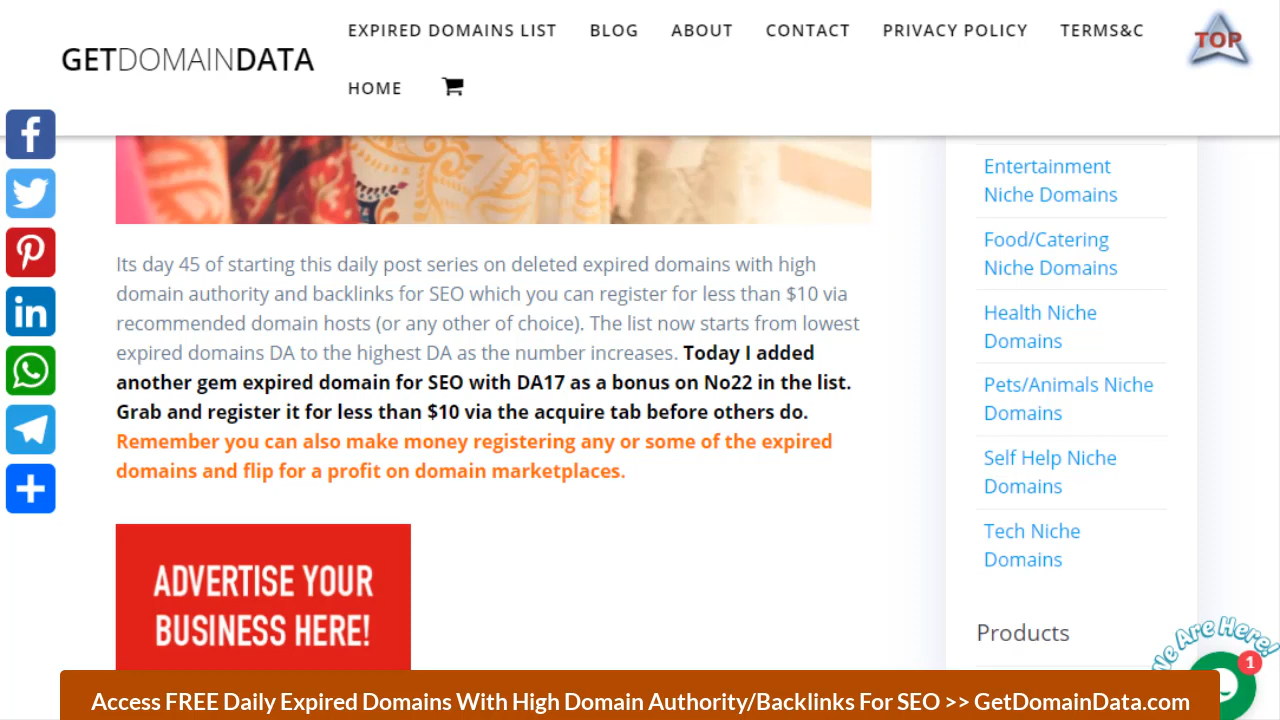 EXPIRED DOMAINS LIST BLOG ABOUT CONTACT PRIVACY POLICY TERMS&C
TOP
GETDOMAINDATA
HOME
Entertainment
Niche Domains
Food/Catering
Niche Domains
Health Niche
Domains
Pets/Animals Niche
Domains
Self Help Niche
Domains
Tech Niche
Domains
Products
Its day 45 of starting this daily post series on deleted expired domains with high
domain authority and backlinks for SEO which you can register for less than $10 via
recommended domain hosts (or any other of choice). The list now starts from lowest
expired domains DA to the highest DA as the number increases. Today I added
another gem expired domain for SEO with DA17 as a bonus on No22 in the list.
Grab and register it for less than $10 via the acquire tab before others do.
Remember you can also make money registering any or some of the expired
domains and flip for a profit on domain marketplaces.
ADVERTISE YOUR
BUSINESS HERE!
We Are Here!
1
Access FREE Daily Expired Domains With High Domain Authority/Backlinks For SEO >> GetDomainData.com